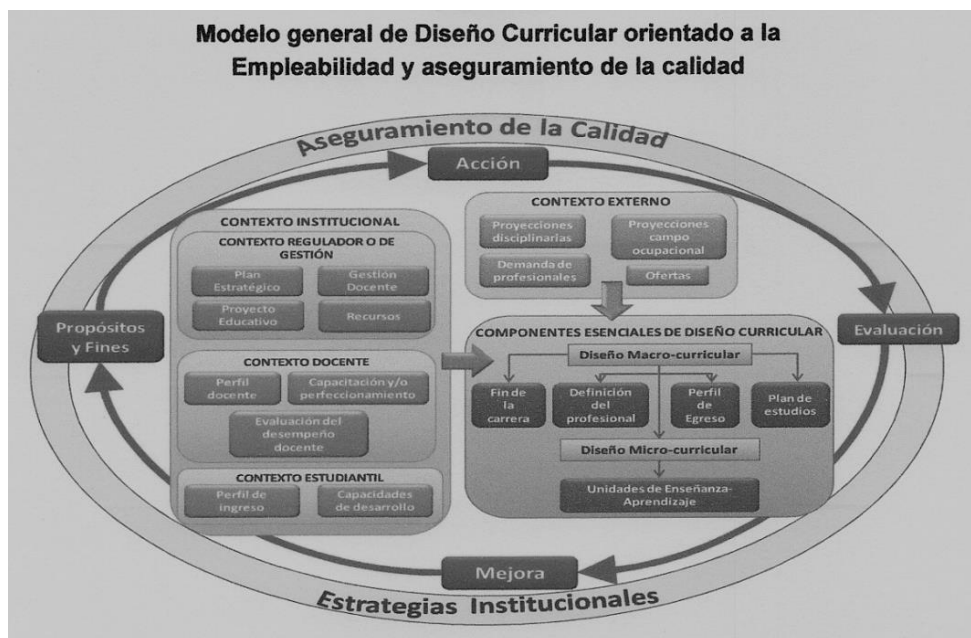 Modelo general de Diseño Curricular orientado a la
Empleabilidad y aseguramiento de la calidad
Aseguramiento de la Calidad
Acción
CONTEXTO INSTITUCIONAL
CONTEXTO REGULADOR O DE
GESTIÓN
Plan
Estratégico
Gestión
Docente
Proyecto
Educativo
Recursos
CONTEXTO EXTERNO
Proyecciones
disciplinarias
Proyecciones
campo
ocupacional
Demanda de
profesionales
Ofertas
Propósitos
y Fines
Evaluación
CONTEXTO DOCENTE
Perfil
docente
Capacitación y/o
perfeccionamiento
Evaluación del
desempeño
docente
COMPONENTES ESENCIALES DE DISEÑO CURRICULAR
Diseño Macro-curricular
Fin de
la
carrera
Definición
del
profesional
Perfil
de
Egreso
Plan de
estudios
Diseño Micro-curricular
Unidades de Enseñanza-
Aprendizaje
CONTEXTO ESTUDIANTIL
Perfil de
ingreso
Capacidades
de desarrollo
Mejora
Estrategias Institucionales